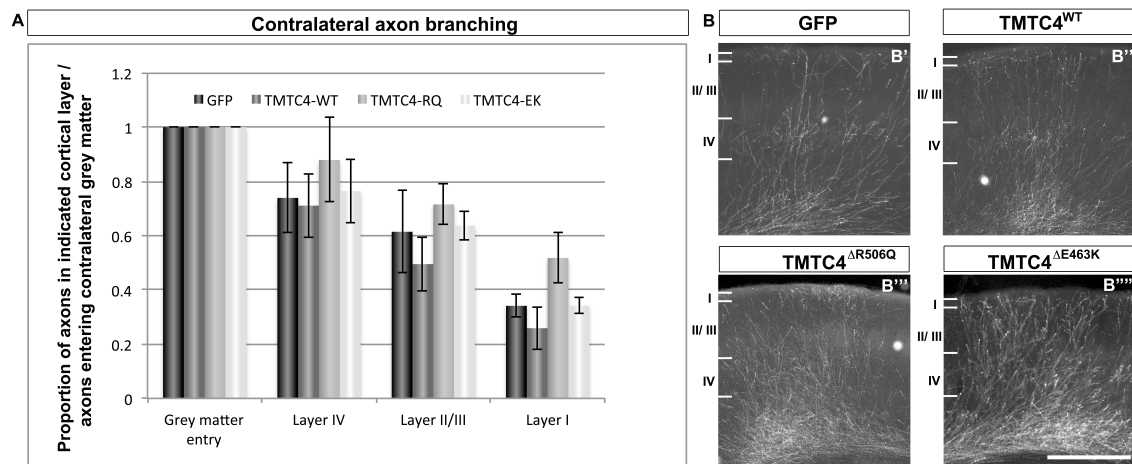 A
Contralateral axon branching
Proportion of axons in indicated cortical layer /
axons entering contralateral grey matter
1.2
1
0.8
0.6
0.4
0.2
0
GFP TMTC4-WT TMTC4-RQ TMTC4-EK
Grey matter
entry
Layer IV
Layer II/III
Layer I
B
GFP
B'
I
II/ III
IV
TMTC4WT
B''
I
II/ III
IV
TMTC4ΔR506Q
B'''
I
II/ III
IV
TMTC4ΔE463K
B''''
I
II/ III
IV